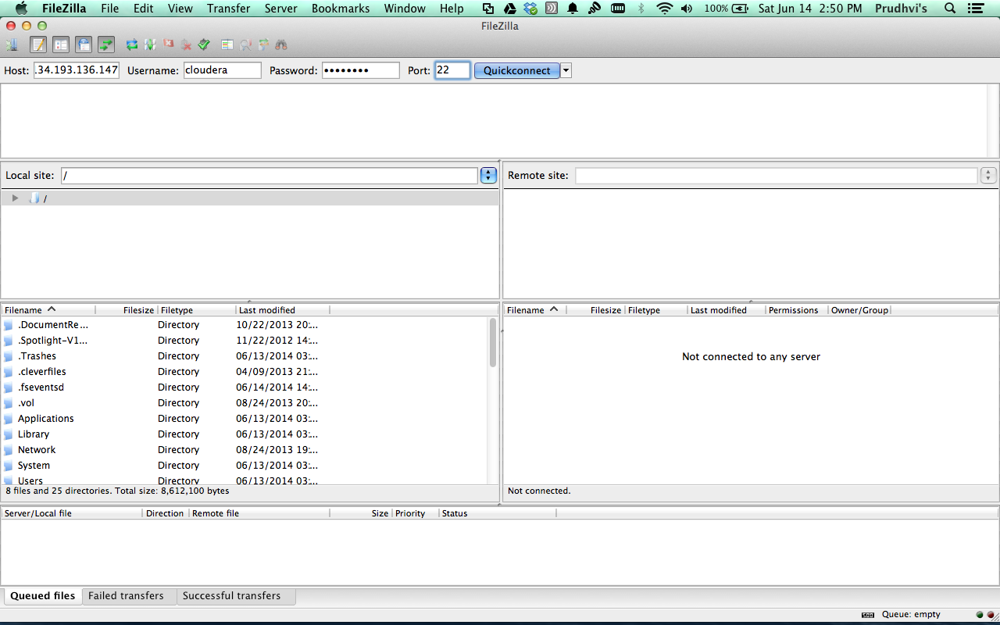 FileZilla File Edit View Transfer Server Bookmarks Window Help 100% Sat Jun 14 2:50 PM Prudhvi's
FileZilla
Host: .34.193.136.147 Username: cloudera Password: •••••••• Port: 22 Quickconnect
Local site: / Remote site:
/
Filename Filesize Filetype Last modified Filename Filesize Filetype Last modified Permissions Owner/Group
.DocumentRe... Directory 10/22/2013 20:...
.Spotlight-V1... Directory 11/22/2012 14:...
.Trashes Directory 06/13/2014 03:...
Not connected to any server
.cleverfiles Directory 04/09/2013 21:...
.fseventsd Directory 06/14/2014 14:...
.vol Directory 08/24/2013 20:...
Applications Directory 06/13/2014 03:...
Library Directory 06/13/2014 03:...
Network Directory 08/24/2013 19:...
System Directory 06/13/2014 03:...
Users Directory 06/13/2014 03:...
8 files and 25 directories. Total size: 8,612,100 bytes Not connected.
Server/Local file Direction Remote file Size Priority Status
Queued files Failed transfers Successful transfers
Queue: empty